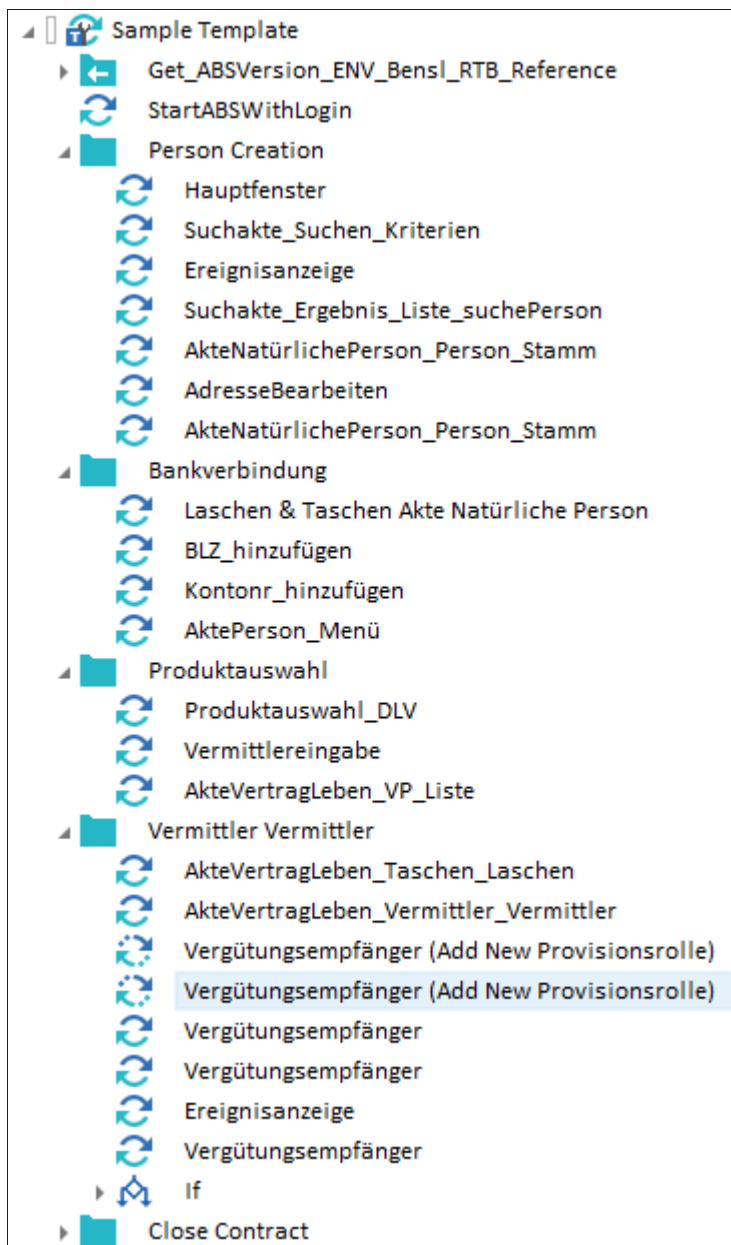 Sample Template
Get_ABSVersion_ENV_Bensl_RTB_Reference
StartABSWithLogin
Person Creation
Hauptfenster
Suchakte_Suchen_Kriterien
Ereignisanzeige
Suchakte_Ergebnis_Liste_suchePerson
AkteNatürlichePerson_Person_Stamm
AdresseBearbeiten
AkteNatürlichePerson_Person_Stamm
Bankverbindung
Laschen & Taschen Akte Natürliche Person
BLZ_hinzufügen
Kontonr_hinzufügen
AktePerson_Menü
Produktauswahl
Produktauswahl_DLV
Vermittlereingabe
AkteVertragLeben_VP_Liste
Vermittler Vermittler
AkteVertragLeben_Taschen_Laschen
AkteVertragLeben_Vermittler_Vermittler
Vergütungsempfänger (Add New Provisionsrolle)
Vergütungsempfänger (Add New Provisionsrolle)
Vergütungsempfänger
Vergütungsempfänger
Ereignisanzeige
Vergütungsempfänger
If
Close Contract